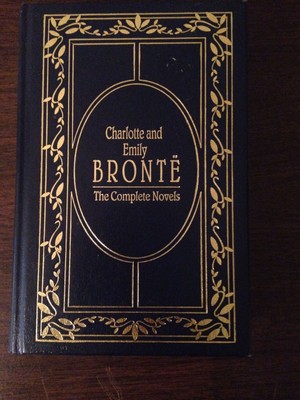 Charlotte and
Emily
BRONTË
The Complete Novels